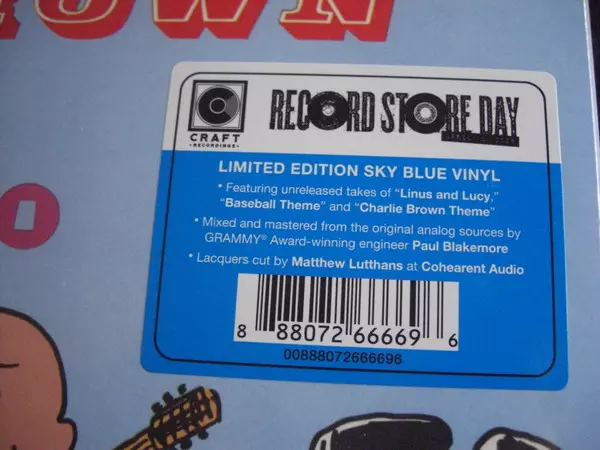 ROWN
CRAFT
RECORDINGS
RECORD STORE DAY
LIMITED EDITION SKY BLUE VINYL
• Featuring unreleased takes of “Linus and Lucy,”
“Baseball Theme” and “Charlie Brown Theme”
• Mixed and mastered from the original analog sources by
GRAMMY® Award-winning engineer Paul Blakemore
• Lacquers cut by Matthew Lutthans at Cohearent Audio
8 88072 66669 6
00888072666696
O